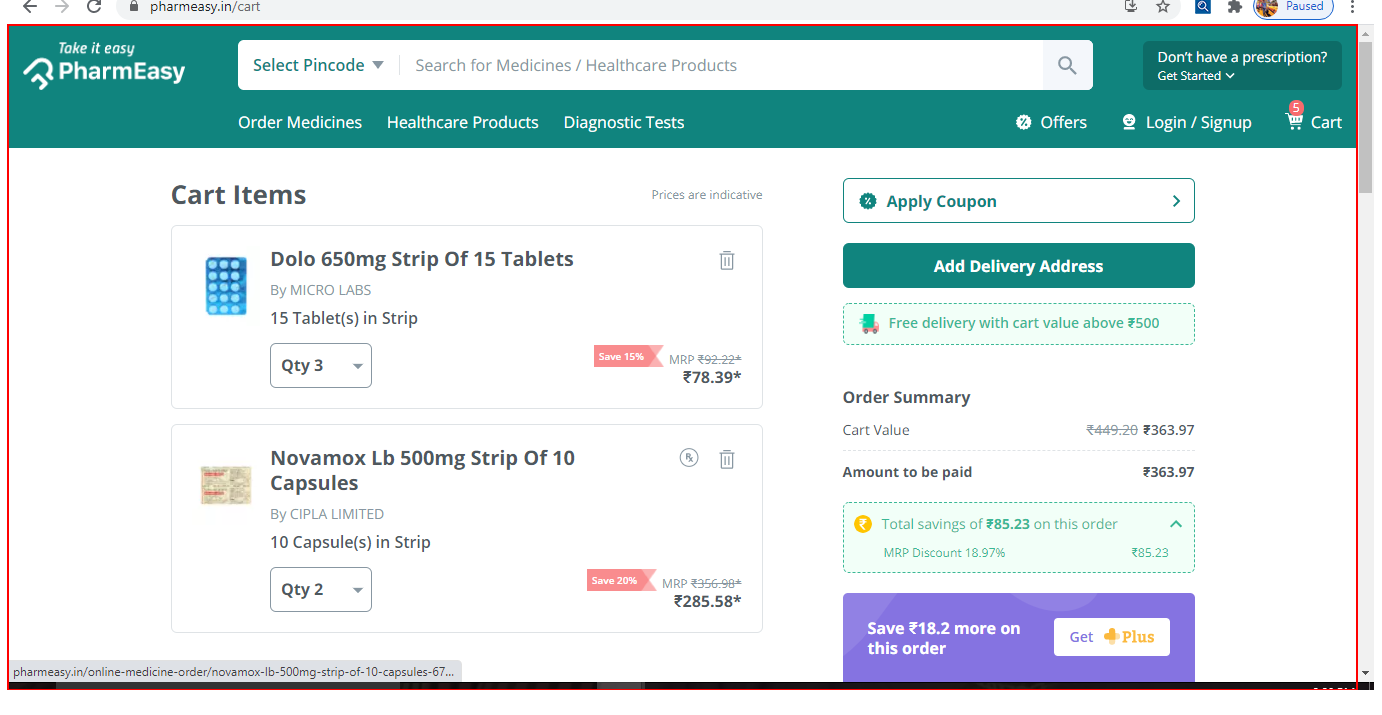 pharmeasy.in/cart
Paused
Take it easy
PharmEasy
Select Pincode
Search for Medicines / Healthcare Products
Don't have a prescription?
Get Started
Order Medicines
Healthcare Products
Diagnostic Tests
Offers
Login / Signup
5
Cart
Cart Items
Prices are indicative
Dolo 650mg Strip Of 15 Tablets
By MICRO LABS
15 Tablet(s) in Strip
Qty 3
Save 15%
MRP ₹92.22*
₹78.39*
Novamox Lb 500mg Strip Of 10
Capsules
Rx
By CIPLA LIMITED
10 Capsule(s) in Strip
Qty 2
Save 20%
MRP ₹356.98*
₹285.58*
Apply Coupon
Add Delivery Address
Free delivery with cart value above ₹500
Order Summary
Cart Value ₹449.20 ₹363.97
Amount to be paid ₹363.97
Total savings of ₹85.23 on this order
MRP Discount 18.97% ₹85.23
Save ₹18.2 more on
this order
Get Plus
pharmeasy.in/online-medicine-order/novamox-lb-500mg-strip-of-10-capsules-67...